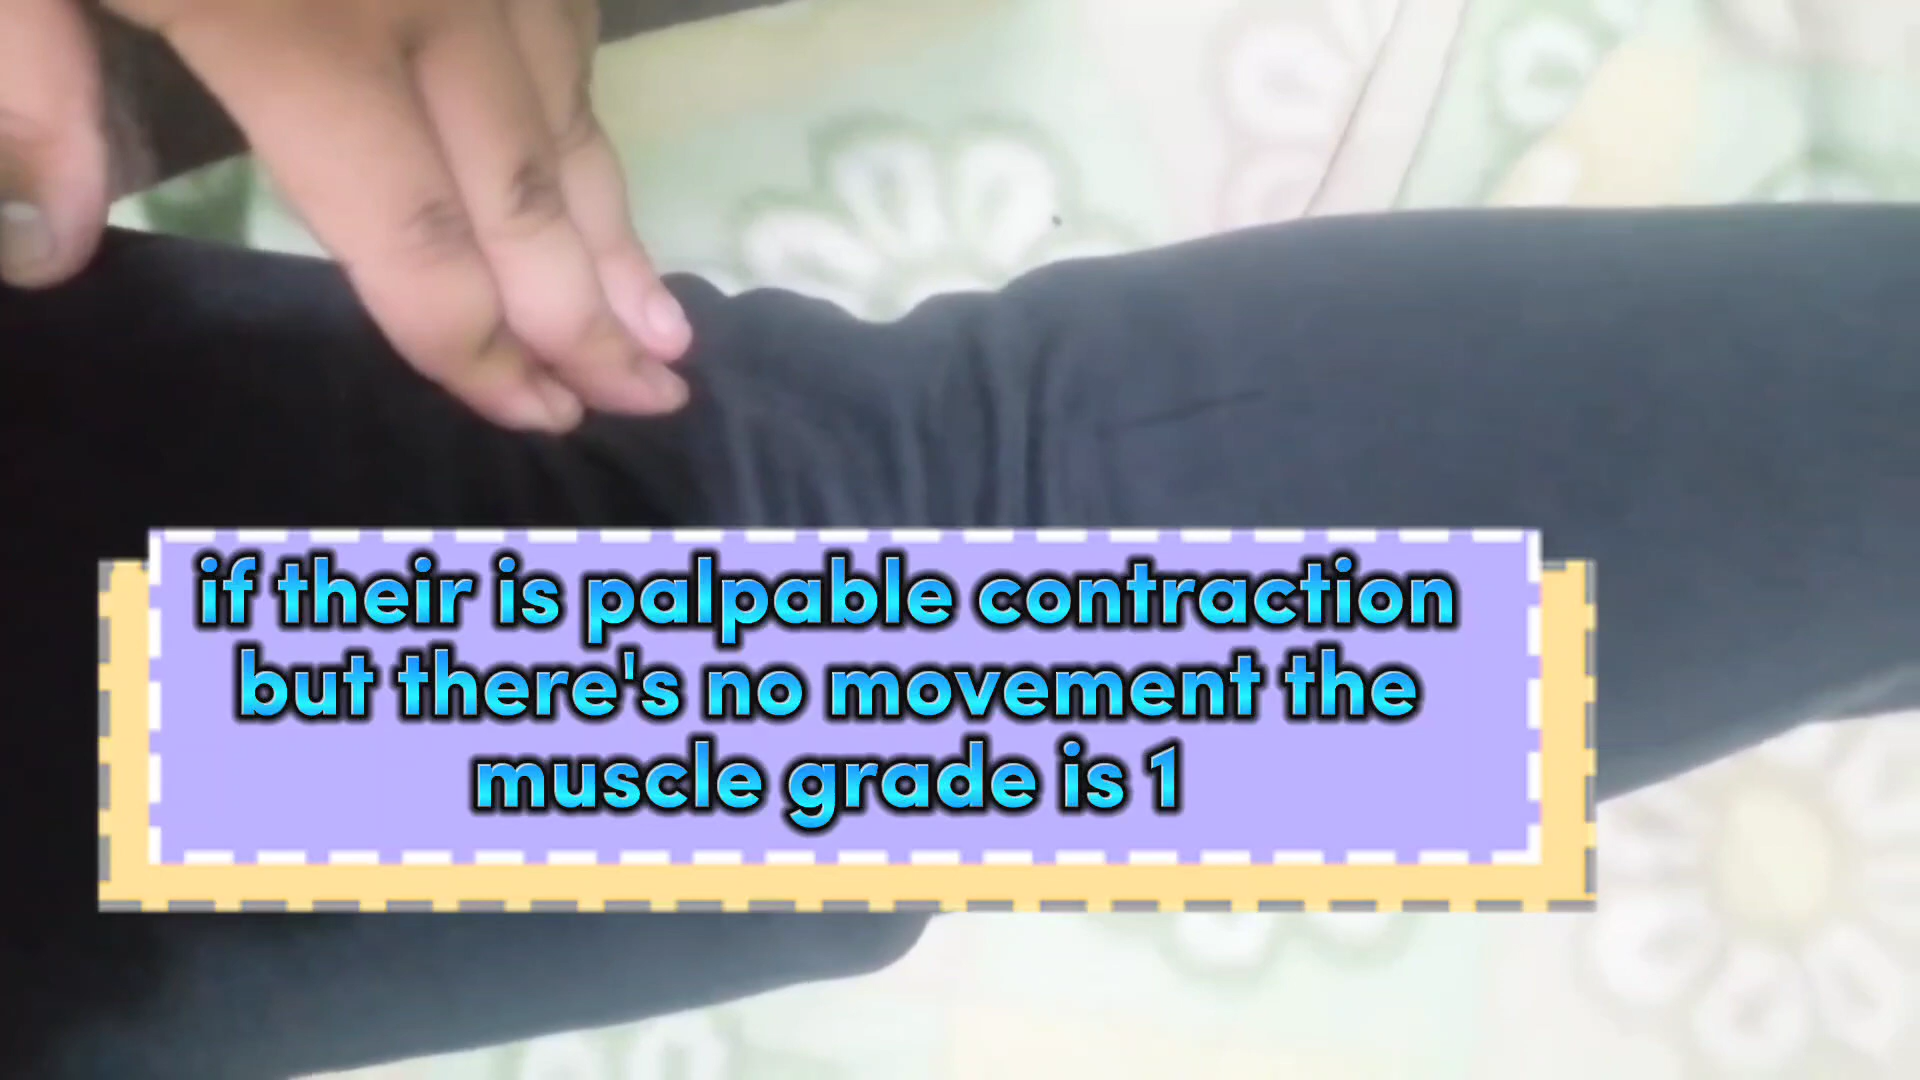 if their is palpable contraction
but there's no movement the
muscle grade is 1